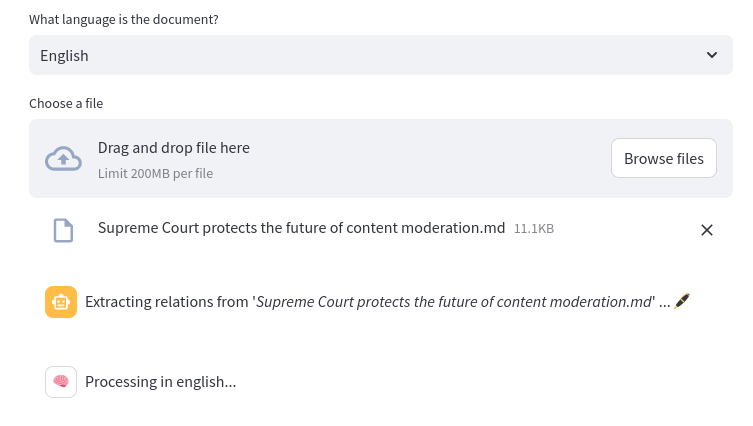 What language is the document?
English
Choose a file
Drag and drop file here
Limit 200MB per file
Browse files
Supreme Court protects the future of content moderation.md 11.1KB
Extracting relations from 'Supreme Court protects the future of content moderation.md' ...
Processing in english...